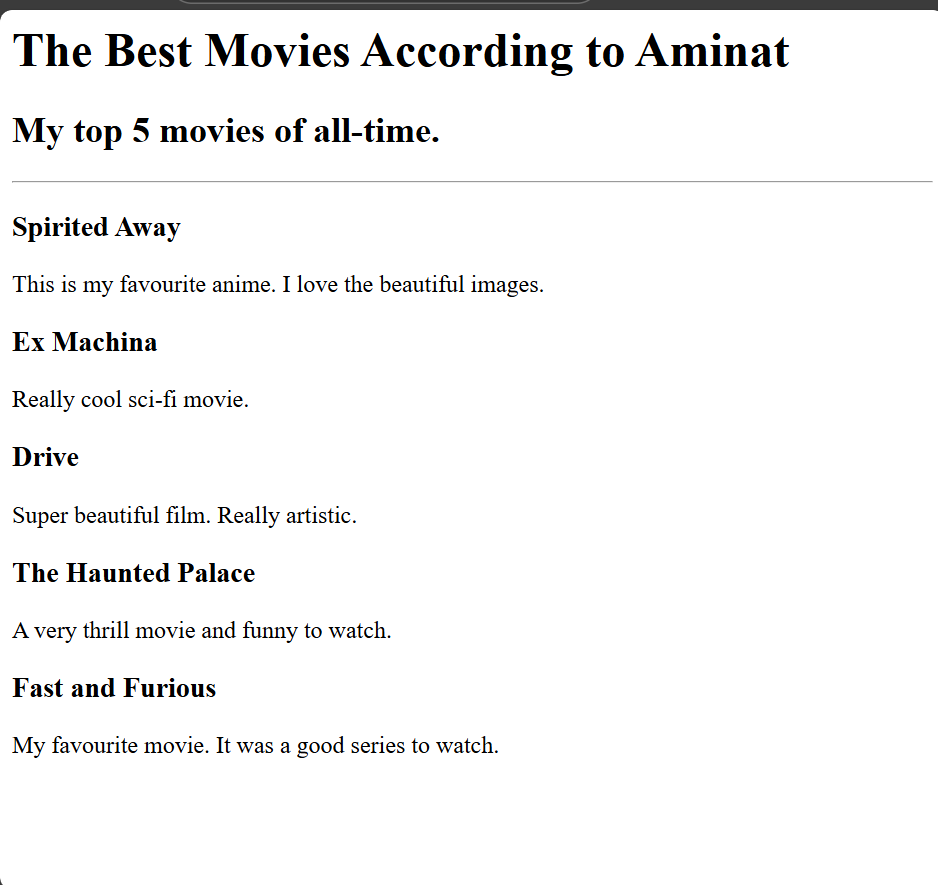 The Best Movies According to Aminat
My top 5 movies of all-time.
Spirited Away
This is my favourite anime. I love the beautiful images.
Ex Machina
Really cool sci-fi movie.
Drive
Super beautiful film. Really artistic.
The Haunted Palace
A very thrill movie and funny to watch.
Fast and Furious
My favourite movie. It was a good series to watch.